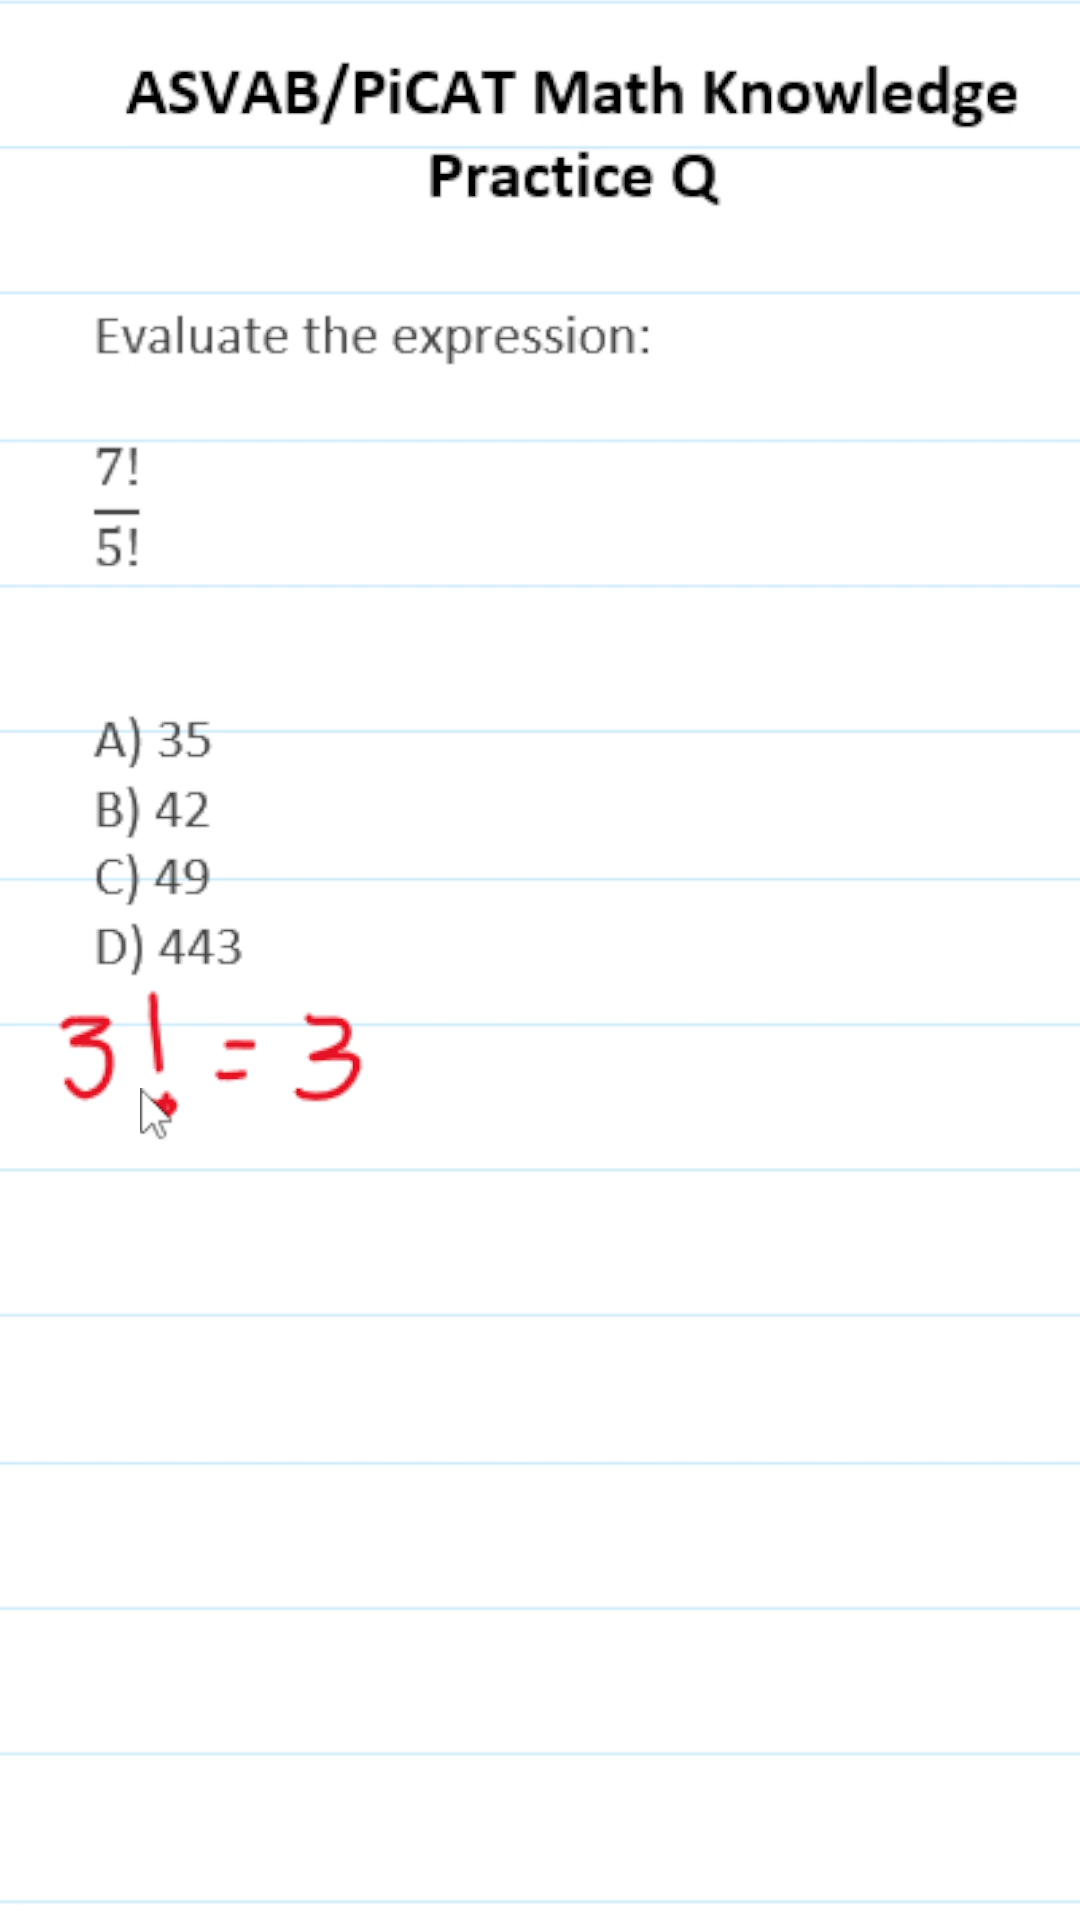 ASVAB/PiCAT Math Knowledge
Practice Q
Evaluate the expression:
7!
5!
A) 35
B) 42
C) 49
D) 443
3! = 3